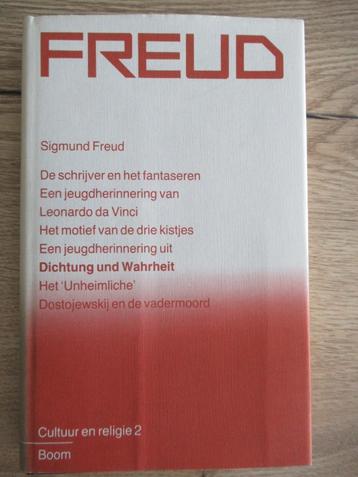 FREUD
Sigmund Freud
De schrijver en het fantaseren
Een jeugdherinnering van
Leonardo da Vinci
Het motief van de drie kistjes
Een jeugdherinnering uit
Dichtung und Wahrheit
Het 'Unheimliche'
Dostojewskij en de vadermoord
Cultuur en religie 2
Boom